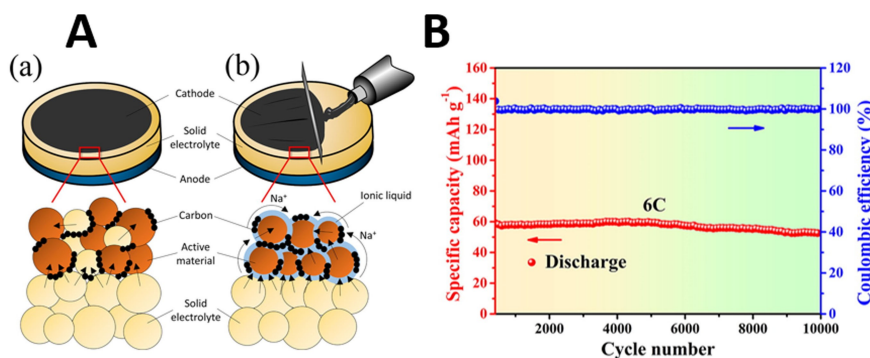 A
(a)
(b)
Cathode
Solid
electrolyte
Anode
Na⁺
Ionic liquid
Carbon
Na⁺
Active
material
Solid
electrolyte
B
Specific capacity (mAh g⁻¹)
160
140
120
100
80
60
40
20
0
6C
Discharge
2000
4000
6000
8000
10000
Cycle number
120
100
80
60
40
20
0
Coulombic efficiency (%)